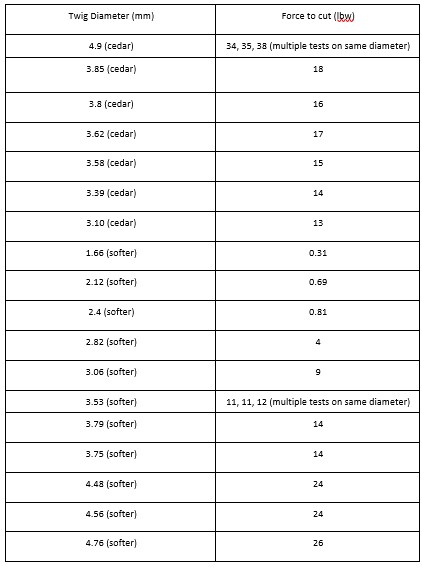 Twig Diameter (mm) Force to cut (lbw)
4.9 (cedar) 34, 35, 38 (multiple tests on same diameter)
3.85 (cedar) 18
3.8 (cedar) 16
3.62 (cedar) 17
3.58 (cedar) 15
3.39 (cedar) 14
3.10 (cedar) 13
1.66 (softer) 0.31
2.12 (softer) 0.69
2.4 (softer) 0.81
2.82 (softer) 4
3.06 (softer) 9
3.53 (softer) 11, 11, 12 (multiple tests on same diameter)
3.79 (softer) 14
3.75 (softer) 14
4.48 (softer) 24
4.56 (softer) 24
4.76 (softer) 26